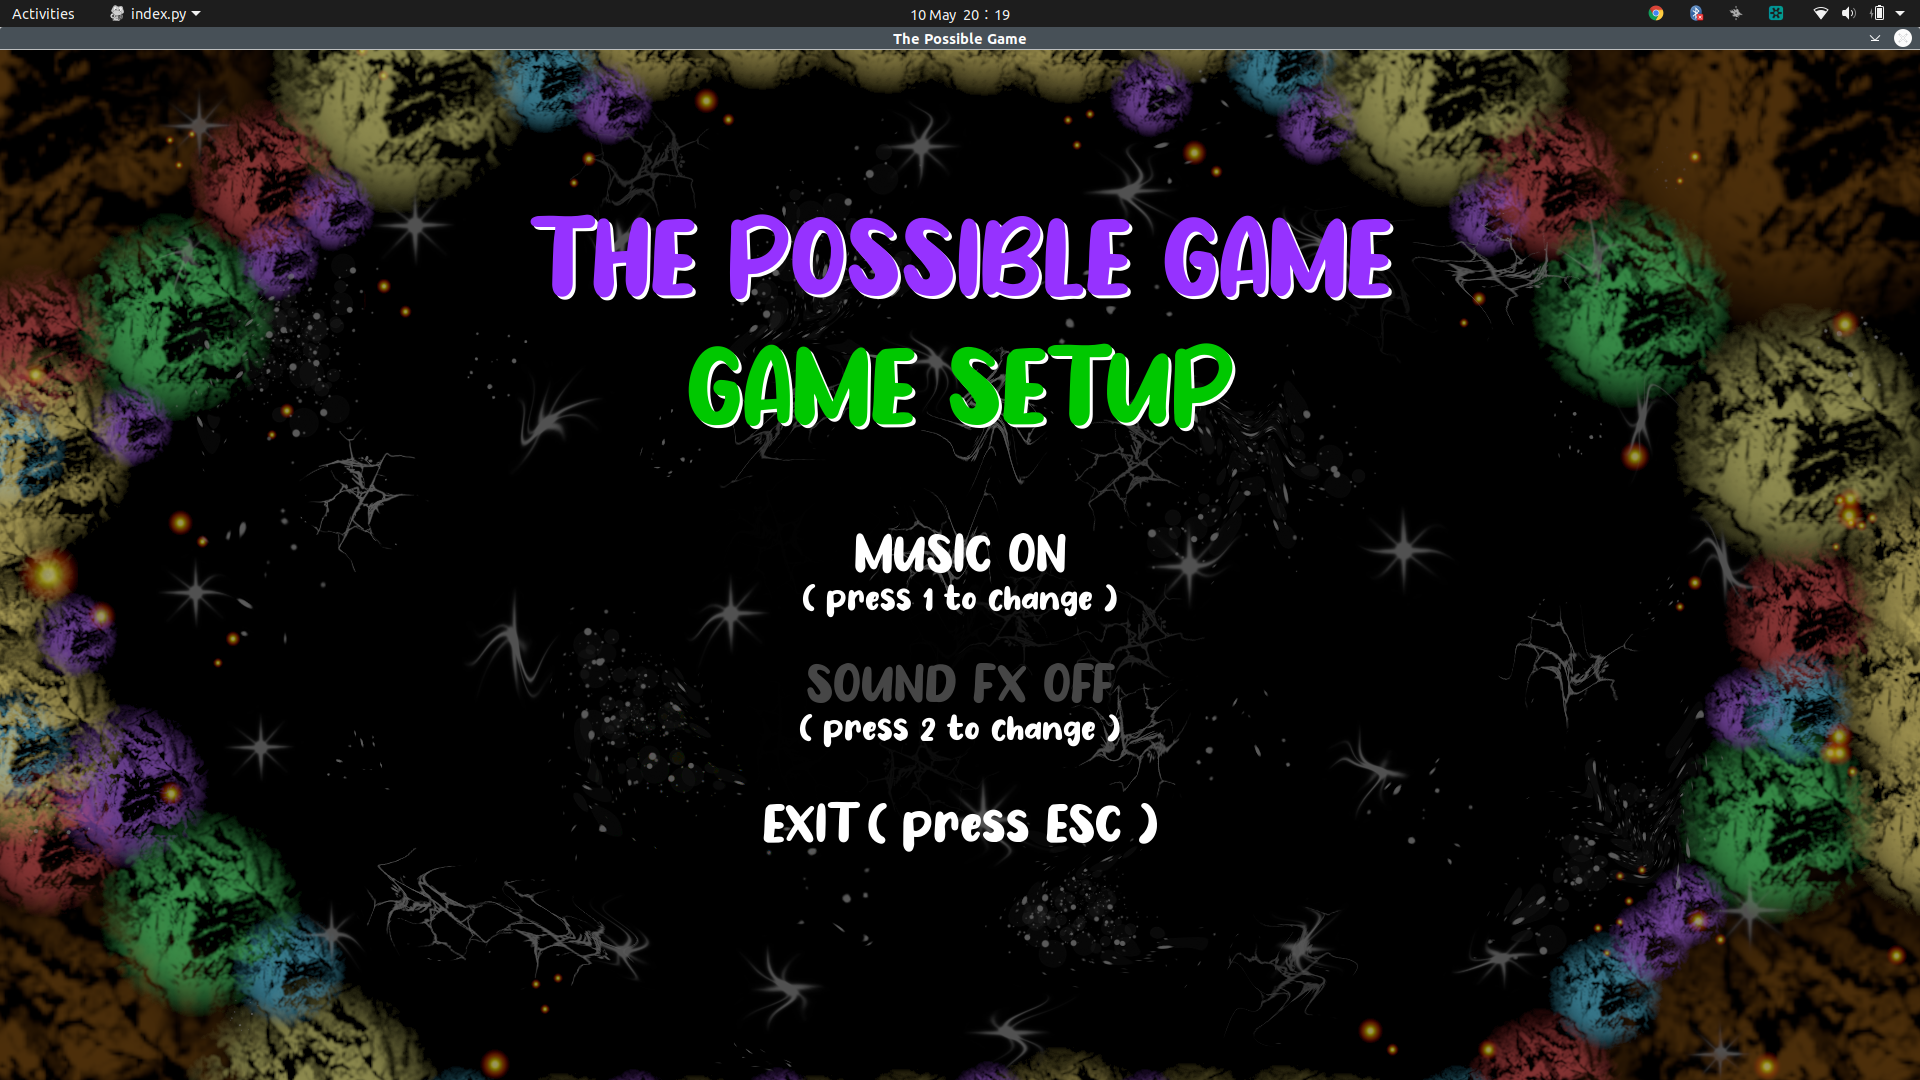 Activities index.py 10 May 20:19
The Possible Game
THE POSSIBLE GAME
GAME SETUP
MUSIC ON
( press 1 to change )
SOUND FX OFF
( press 2 to change )
EXIT ( press ESC )